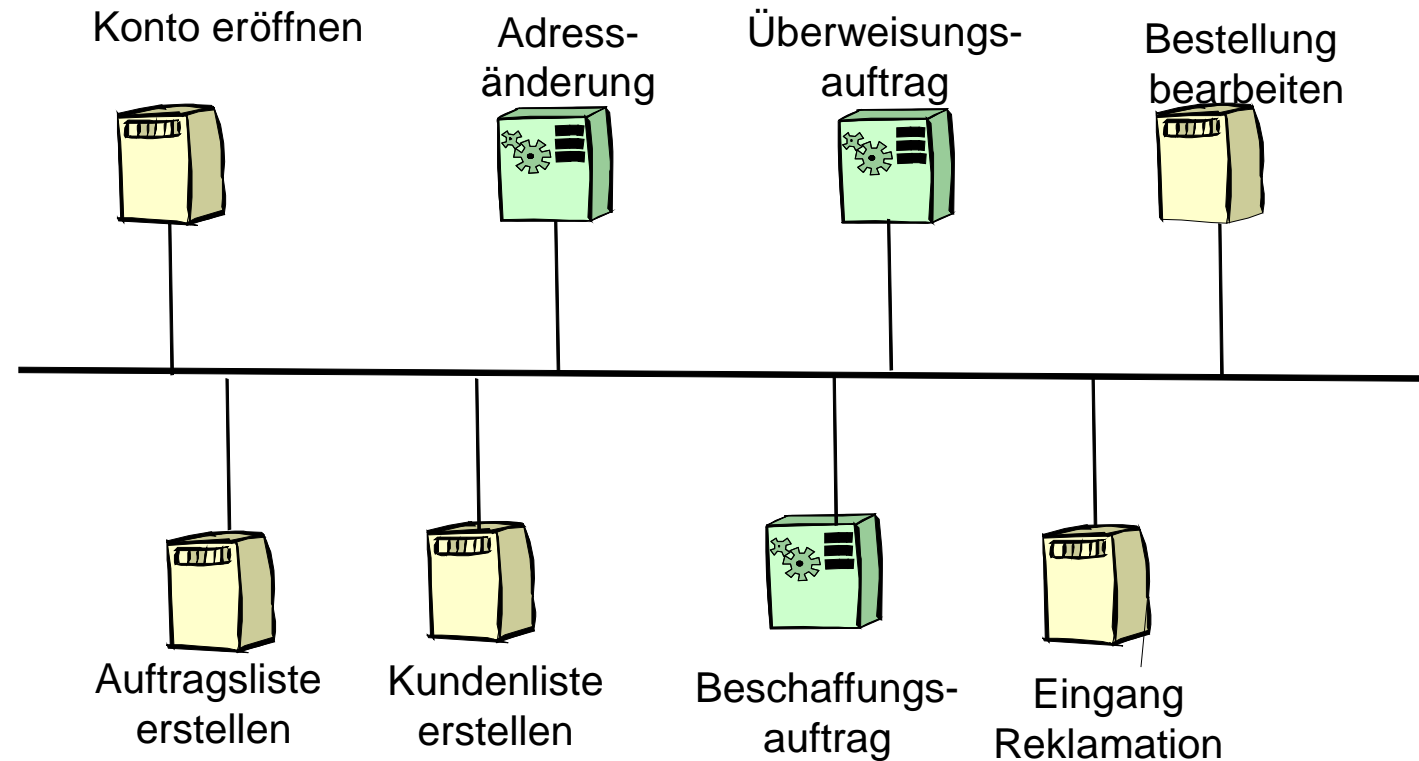 Konto eröffnen
Adress-
änderung
Überweisungs-
auftrag
Bestellung
bearbeiten
Auftragsliste
erstellen
Kundenliste
erstellen
Beschaffungs-
auftrag
Eingang
Reklamation